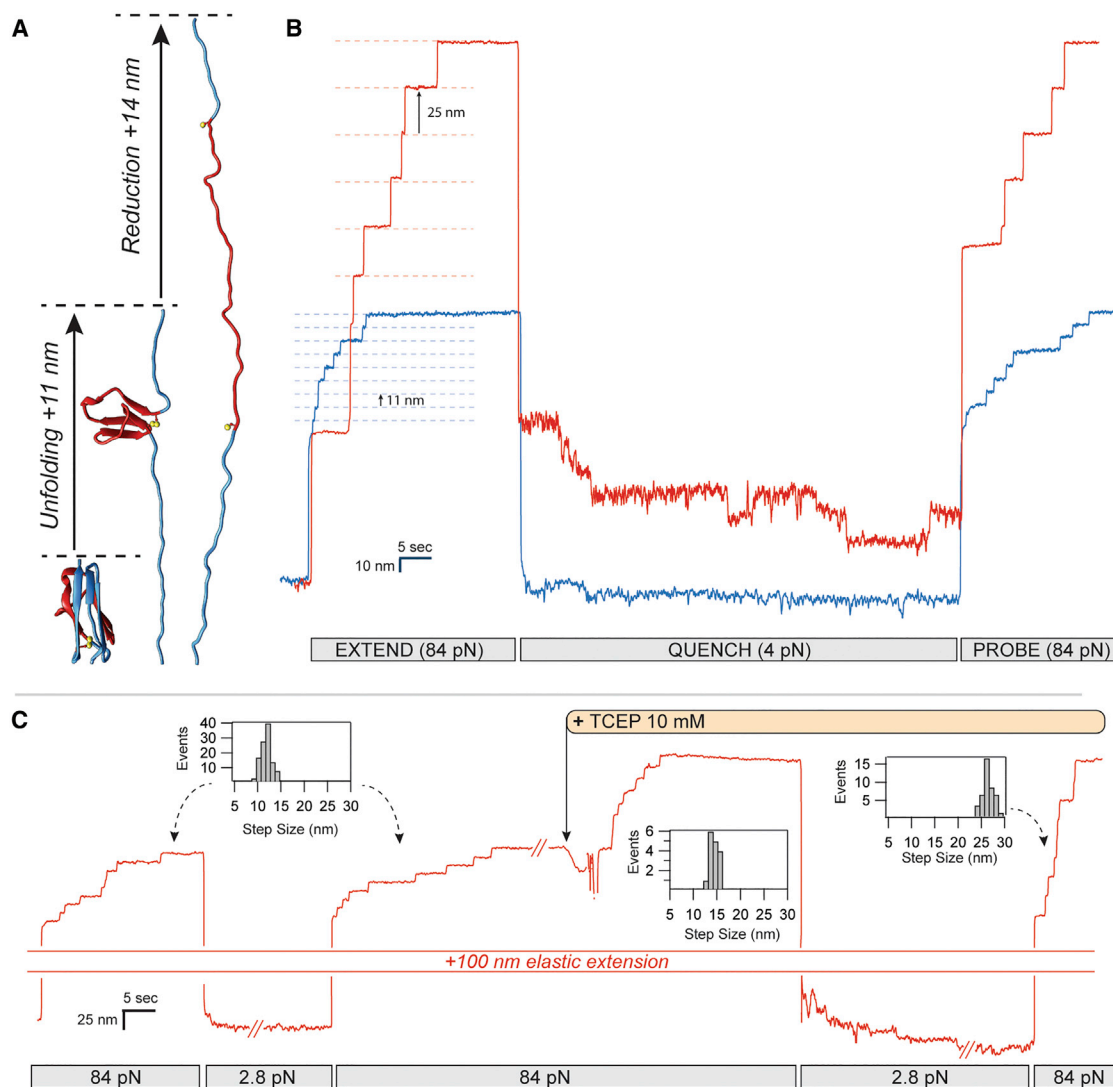 A
Reduction +14 nm
Unfolding +11 nm
B
25 nm
11 nm
5 sec
10 nm
EXTEND (84 pN)
QUENCH (4 pN)
PROBE (84 pN)
C
+ TCEP 10 mM
Events
40
30
20
10
5 10 15 20 25 30
Step Size (nm)
Events
6
4
2
5 10 15 20 25 30
Step Size (nm)
Events
15
10
5
5 10 15 20 25 30
Step Size (nm)
+100 nm elastic extension
5 sec
25 nm
84 pN
2.8 pN
84 pN
2.8 pN
84 pN